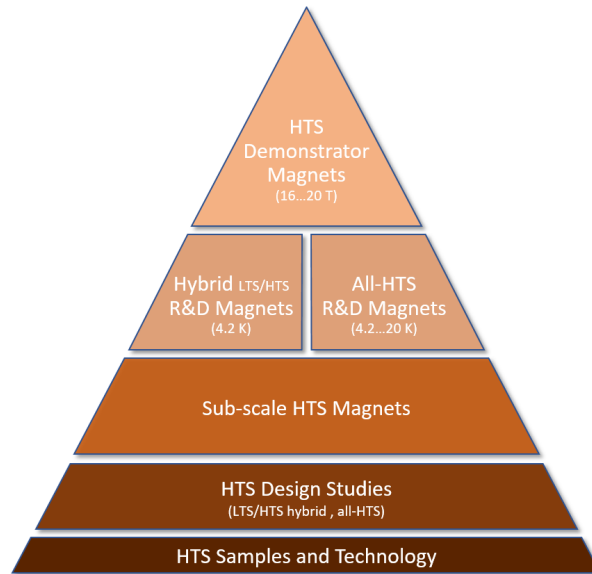 HTS
Demonstrator
Magnets
(16...20 T)
Hybrid LTS/HTS
R&D Magnets
(4.2 K)
All-HTS
R&D Magnets
(4.2...20 K)
Sub-scale HTS Magnets
HTS Design Studies
(LTS/HTS hybrid , all-HTS)
HTS Samples and Technology